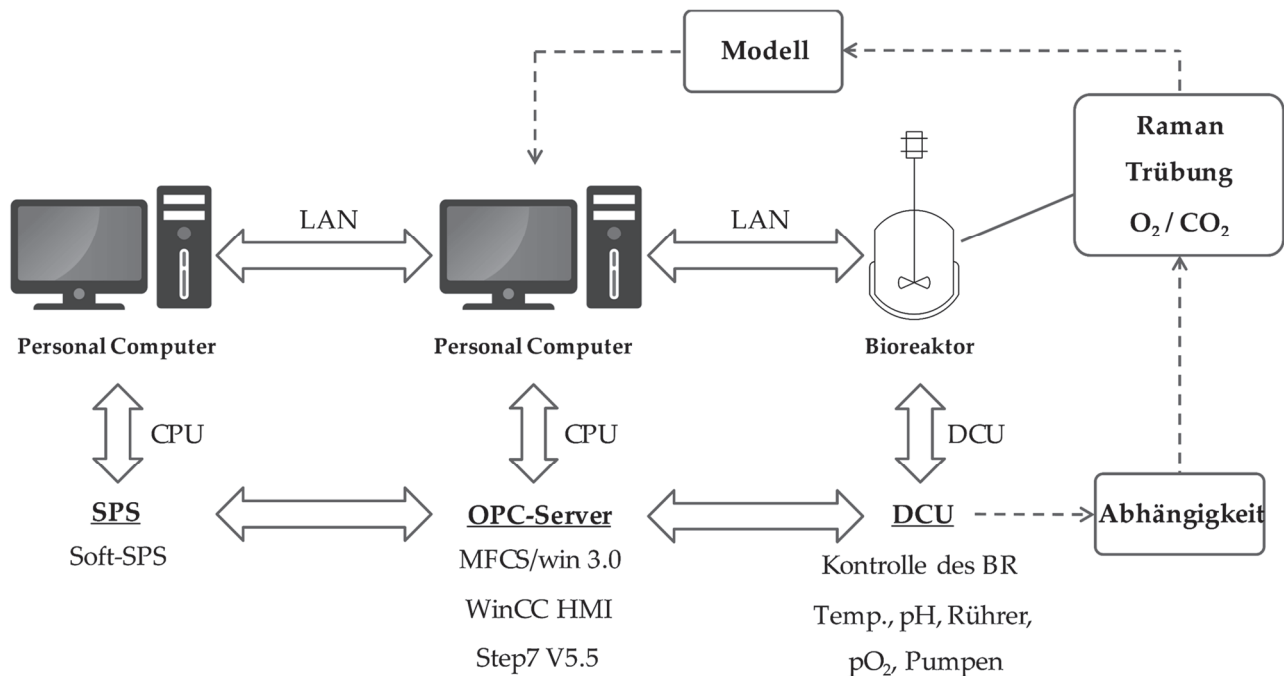 Modell
Raman
Trübung
O₂ / CO₂
LAN
LAN
Personal Computer
Personal Computer
Bioreaktor
CPU
CPU
DCU
SPS
Soft-SPS
OPC-Server
MFCS/win 3.0
WinCC HMI
Step7 V5.5
DCU
Kontrolle des BR
Temp., pH, Rührer,
pO₂, Pumpen
Abhängigkeit